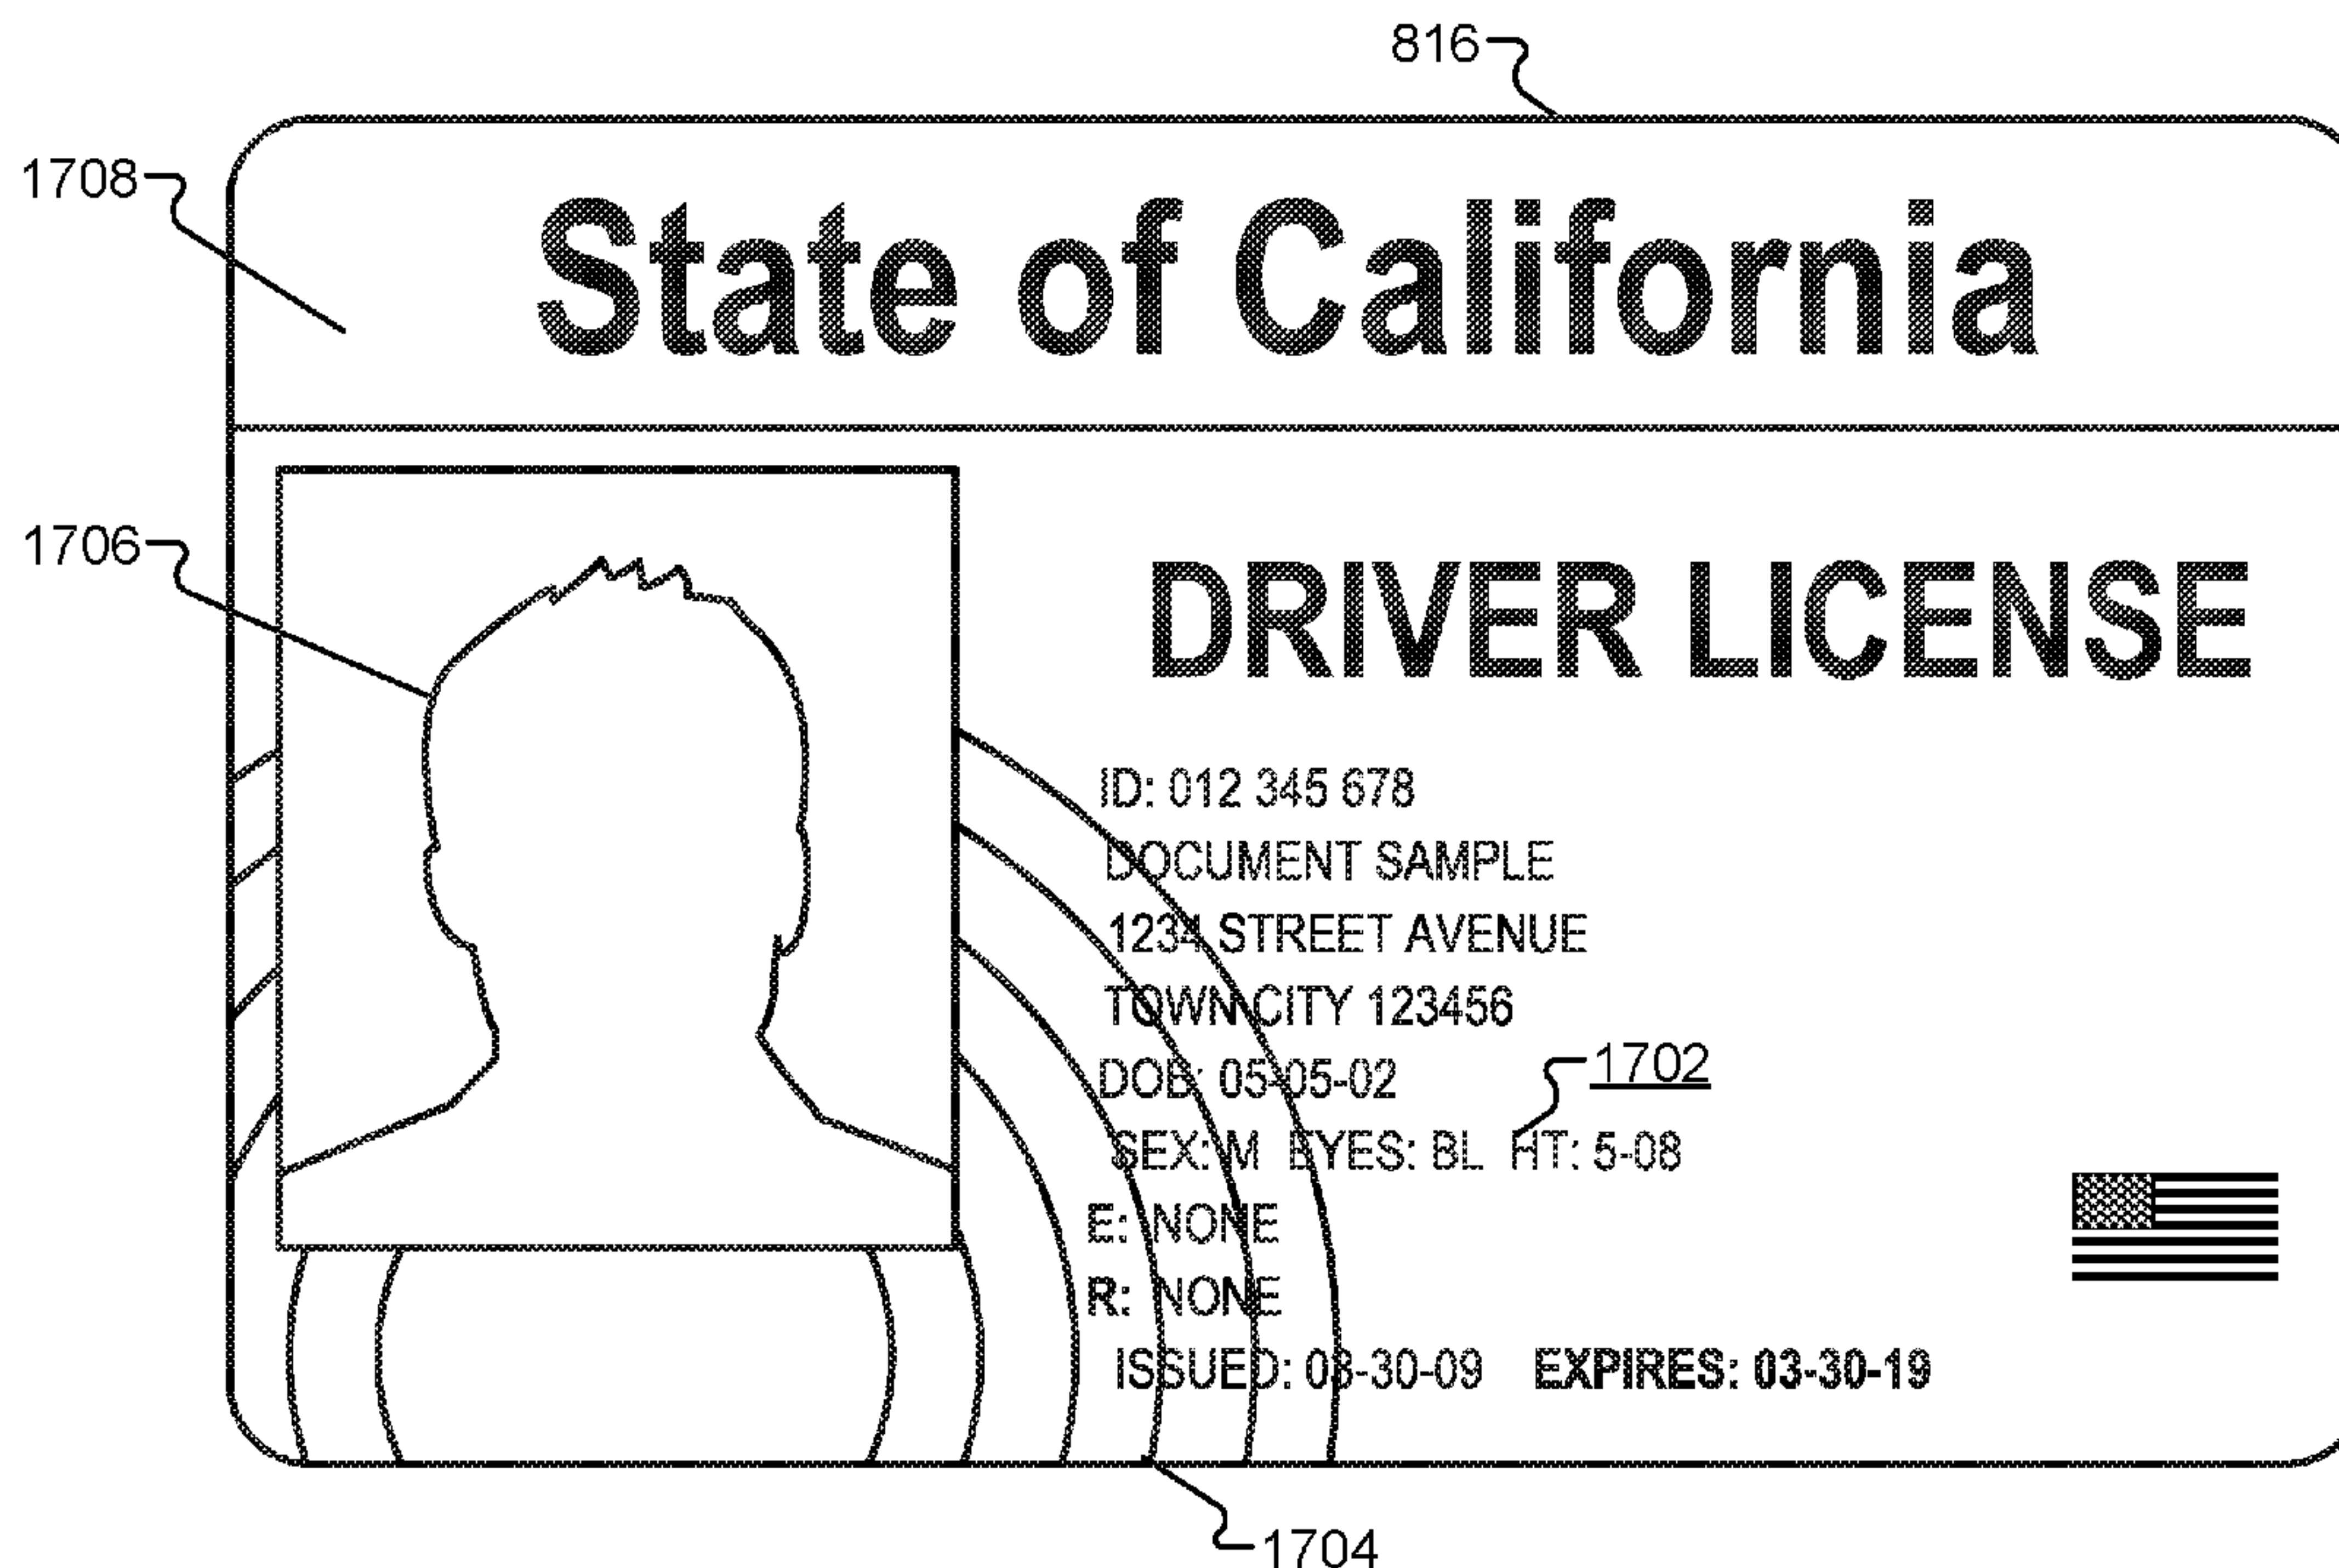 816
1708
State of California
1706
DRIVER LICENSE
ID: 012 345 678
DOCUMENT SAMPLE
1234 STREET AVENUE
TOWN CITY 123456
DOB: 05-05-02
1702
SEX: M EYES: BL HT: 5-08
E: NONE
R: NONE
ISSUED: 03-30-09 EXPIRES: 03-30-19
1704